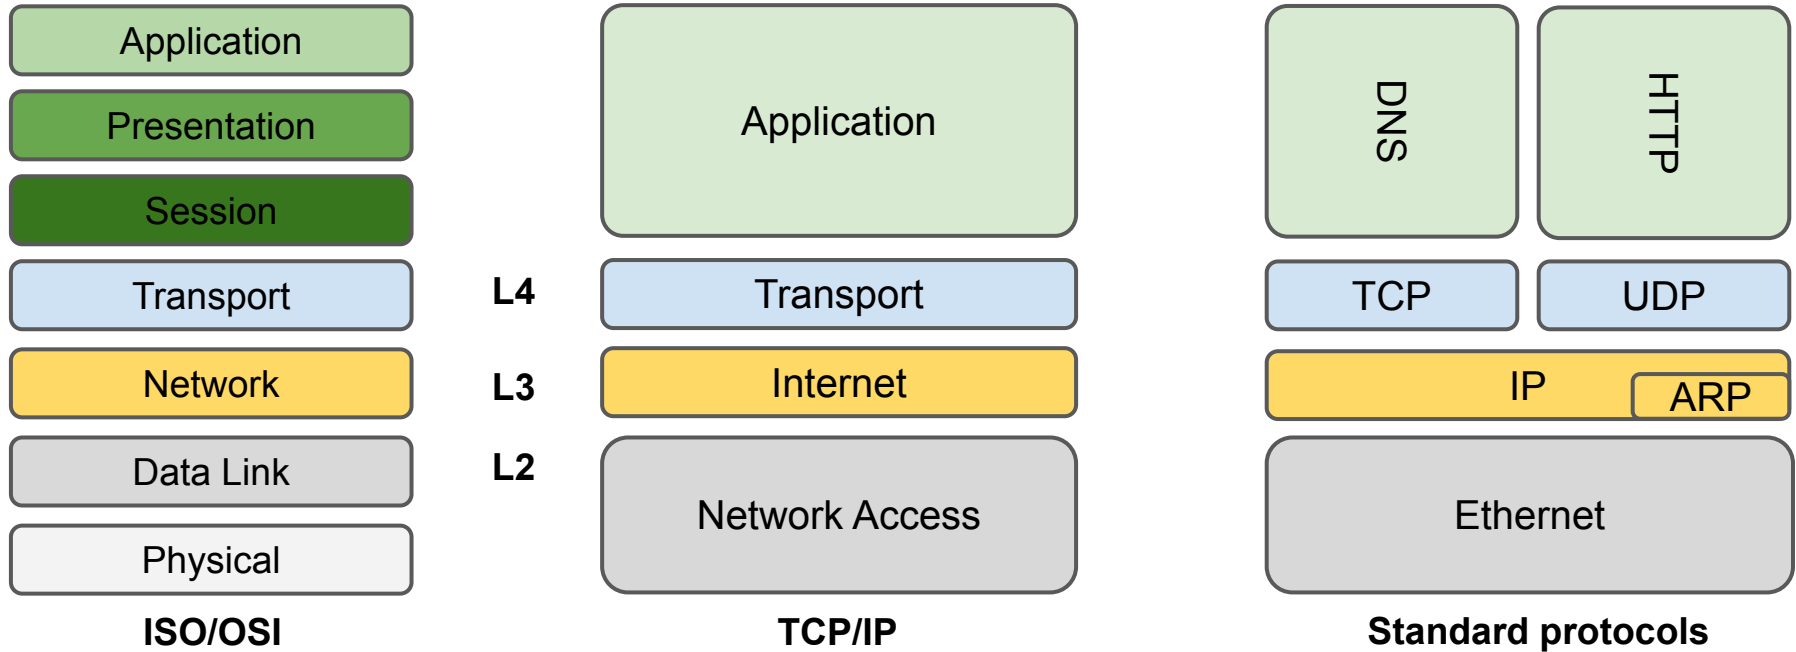 Application
Presentation
Session
Transport
Network
Data Link
Physical
ISO/OSI
L4
L3
L2
Application
Transport
Internet
Network Access
TCP/IP
DNS
HTTP
TCP
UDP
IP
ARP
Ethernet
Standard protocols